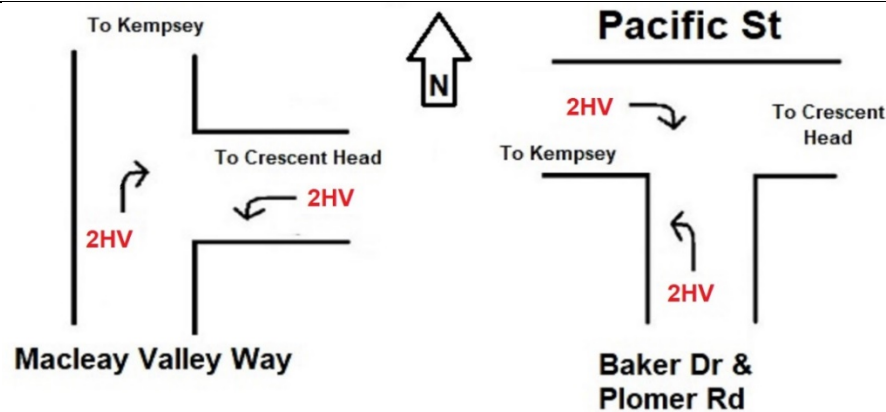 To Kempsey
N
To Crescent Head
2HV
2HV
Macleay Valley Way
Pacific St
2HV
To Crescent
Head
To Kempsey
2HV
Baker Dr &
Plomer Rd